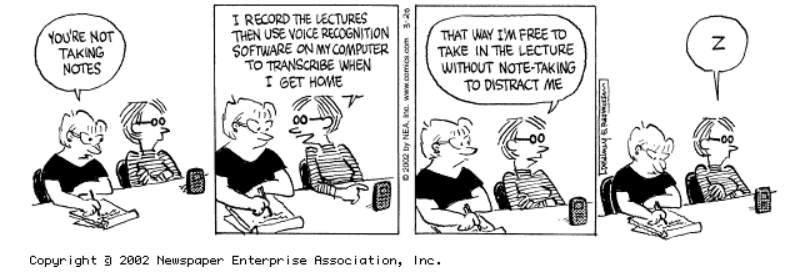 YOU'RE NOT
TAKING
NOTES
I RECORD THE LECTURES
THEN USE VOICE RECOGNITION
SOFTWARE ON MY COMPUTER
TO TRANSCRIBE WHEN
I GET HOME
3-26
© 2002 by NEA, Inc. www.comics.com
THAT WAY I'M FREE TO
TAKE IN THE LECTURE
WITHOUT NOTE-TAKING
TO DISTRACT ME
Z
Copyright 3 2002 Newspaper Enterprise Association, Inc.